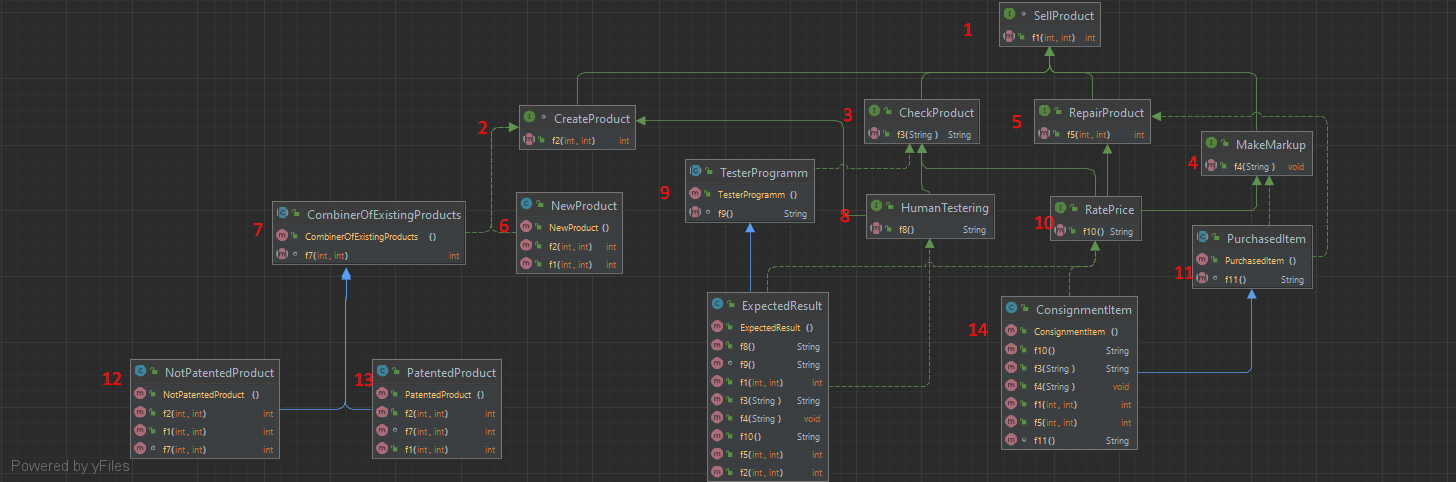 1
SellProduct
f1(int, int) int
2
CreateProduct
f2(int, int) int
3
CheckProduct
f3(String ) String
5
RepairProduct
f5(int, int) int
4
MakeMarkup
f4(String ) void
9
TesterProgramm
TesterProgramm ()
f9() String
7
CombinerOfExistingProducts
CombinerOfExistingProducts ()
f7(int, int) int
6
NewProduct
NewProduct ()
f2(int, int) int
f1(int, int) int
8
HumanTestering
f8() String
10
RatePrice
f10() String
11
PurchasedItem
PurchasedItem ()
f11() String
ExpectedResult
ExpectedResult ()
f8() String
f9() String
f1(int, int) int
f3(String ) String
f4(String ) void
f10() String
f5(int, int) int
f2(int, int) int
14
ConsignmentItem
ConsignmentItem ()
f10() String
f3(String ) String
f4(String ) void
f1(int, int) int
f5(int, int) int
f11() String
12
NotPatentedProduct
NotPatentedProduct ()
f2(int, int) int
f1(int, int) int
f7(int, int) int
13
PatentedProduct
PatentedProduct ()
f2(int, int) int
f7(int, int) int
f1(int, int) int
Powered by yFiles